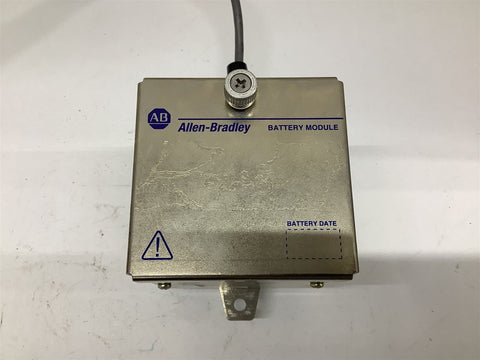 AB
Allen-Bradley BATTERY MODULE
BATTERY DATE